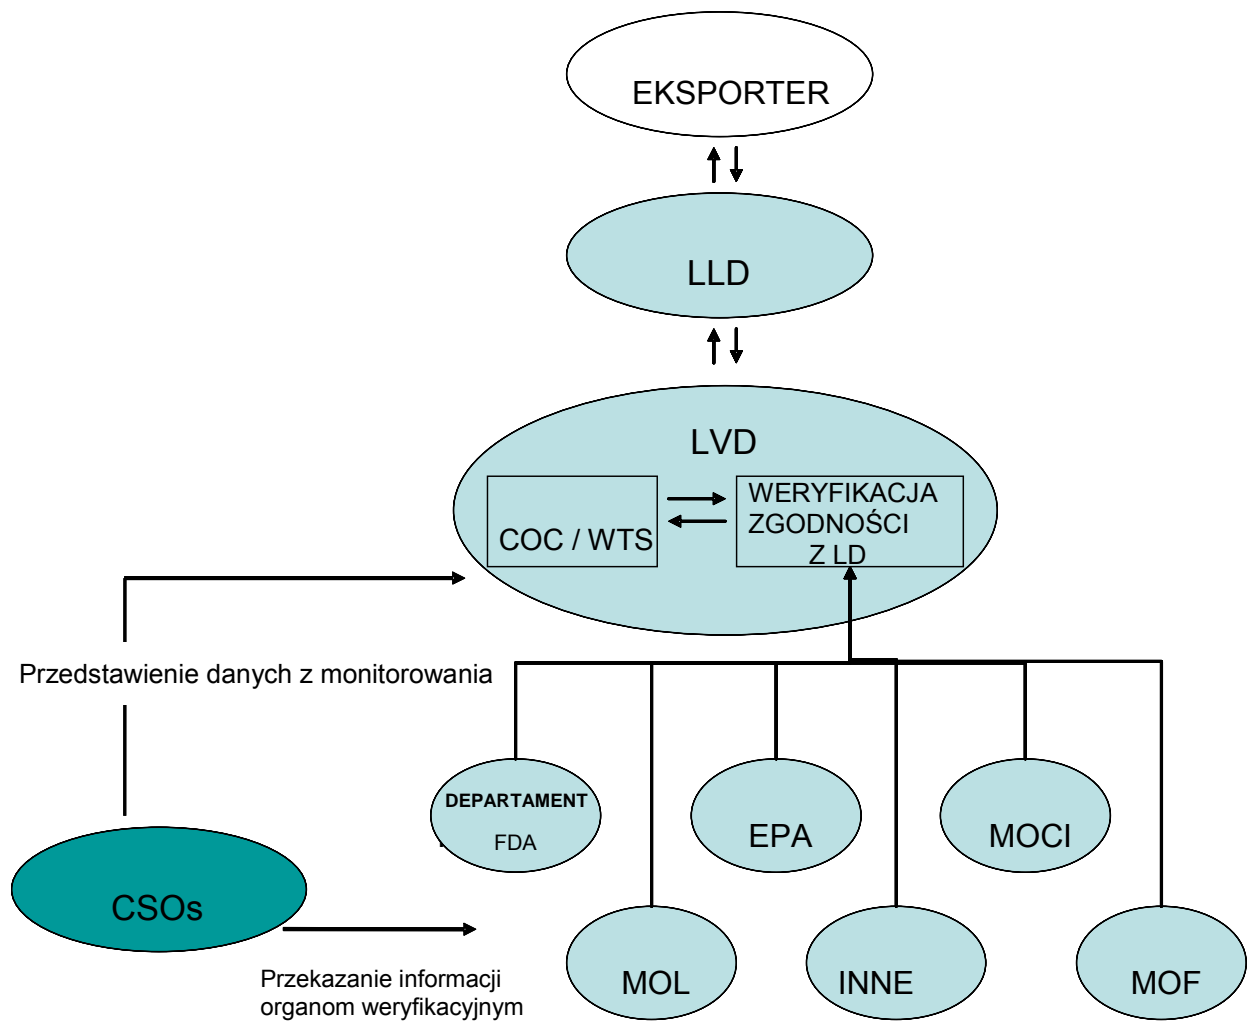 EKSPORTER
LLD
LVD
COC / WTS
WERYFIKACJA
ZGODNOŚCI
Z LD
Przedstawienie danych z monitorowania
DEPARTAMENT
FDA
EPA
MOCI
CSOs
MOL
INNE
MOF
Przekazanie informacji
organom weryfikacyjnym